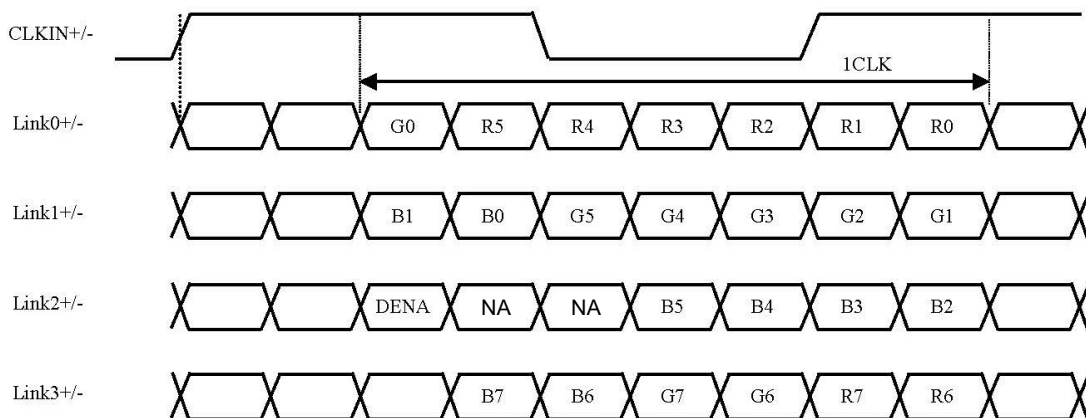 CLKIN+/-
1CLK
Link0+/- G0 R5 R4 R3 R2 R1 R0
Link1+/- B1 B0 G5 G4 G3 G2 G1
Link2+/- DENA NA NA B5 B4 B3 B2
Link3+/- B7 B6 G7 G6 R7 R6